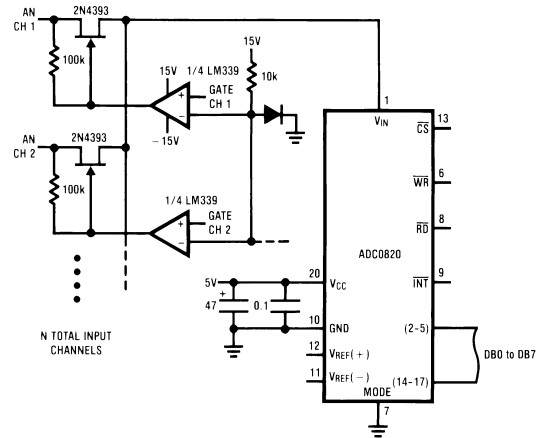 AN
CH 1
2N4393
100k
15V
1/4 LM339
+
−
GATE
CH 1
− 15V
15V
10k
AN
CH 2
2N4393
100k
1/4 LM339
+
−
GATE
CH 2
N TOTAL INPUT
CHANNELS
5V
+
47
0.1
1
VIN
CS 13
WR 6
RD 8
ADC0820
INT 9
20 VCC
10 GND
12 VREF(+)
11 VREF(−)
(2-5)
DB0 to DB7
(14-17)
MODE
7